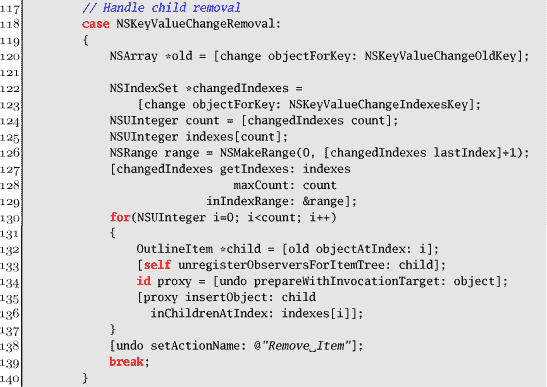 117 // Handle child removal
118 case NSKeyValueChangeRemoval:
119 {
120 NSArray *old = [change objectForKey: NSKeyValueChangeOldKey];
121
122 NSIndexSet *changedIndexes =
123 [change objectForKey: NSKeyValueChangeIndexesKey];
124 NSUInteger count = [changedIndexes count];
125 NSUInteger indexes[count];
126 NSRange range = NSMakeRange(0, [changedIndexes lastIndex]+1);
127 [changedIndexes getIndexes: indexes
128 maxCount: count
129 inIndexRange: &range];
130 for(NSUInteger i=0; i<count; i++)
131 {
132 OutlineItem *child = [old objectAtIndex: i];
133 [self unregisterObserversForItemTree: child];
134 id proxy = [undo prepareWithInvocationTarget: object];
135 [proxy insertObject: child
136 inChildrenAtIndex: indexes[i]];
137 }
138 [undo setActionName: @"Remove␣Item"];
139 break;
140 }